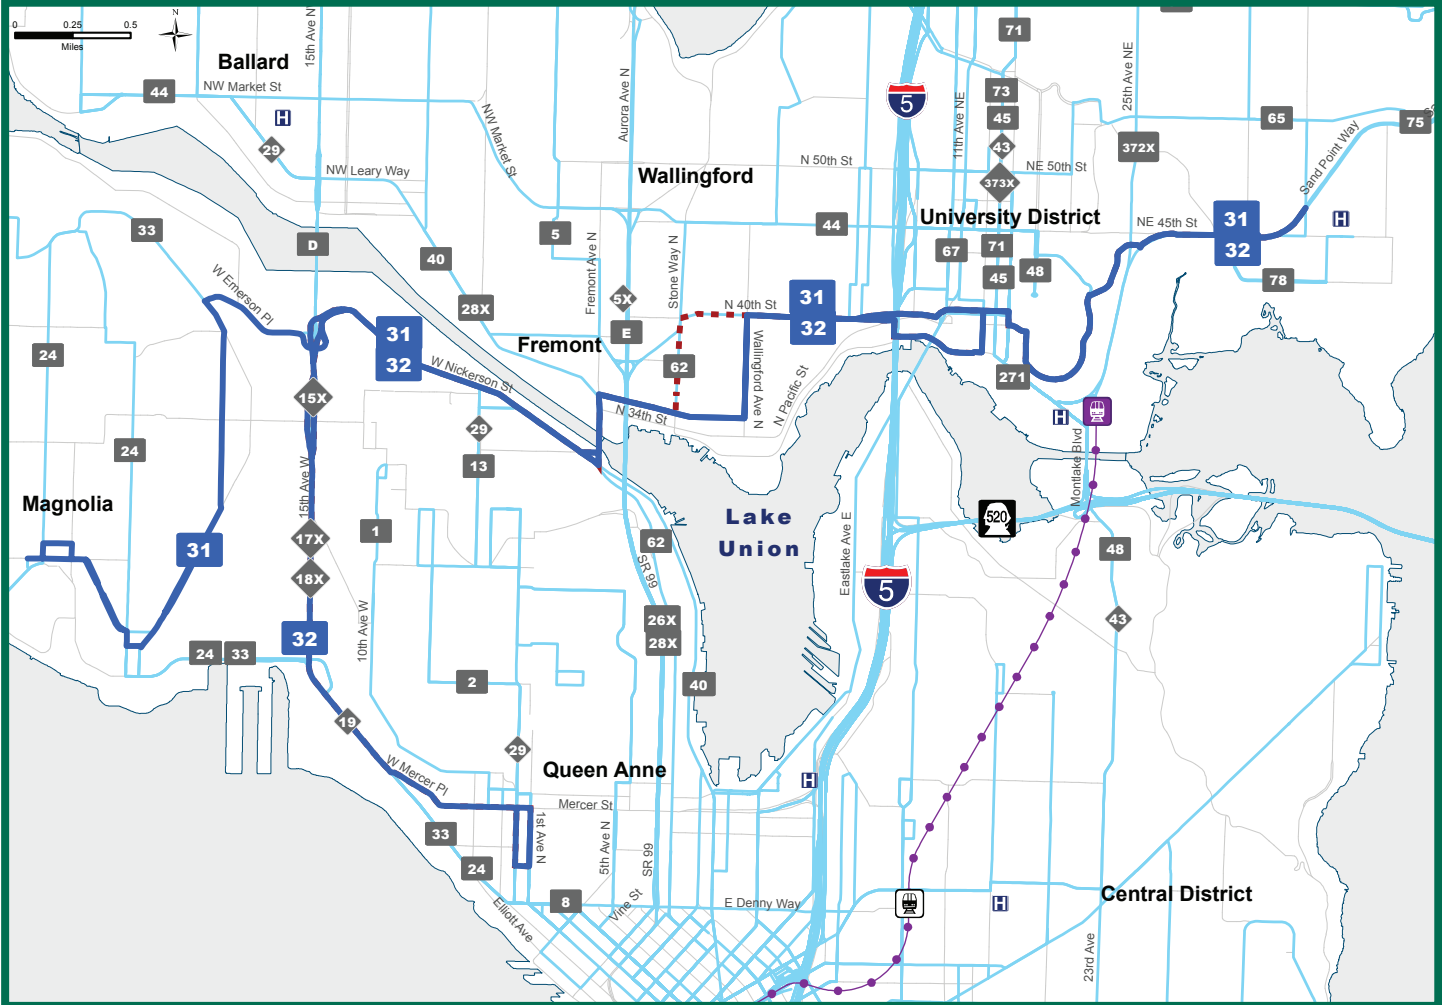 0 0.25 0.5
Miles
N
15th Ave N
Ballard
NW Market St
44
H
29
NW Leary Way
NW Market St
Aurora Ave N
Wallingford
N 50th St
5
11th Ave NE
71
73
45
43
373X
NE 50th St
25th Ave NE
372X
65
75
Sand Point Way
University District
NE 45th St
31
32
H
78
33
D
40
5
44
67
71
45
48
W Emerson Pl
28X
Fremont Ave N
5X
Stone Way N
E
N 40th St
31
32
24
31
32
Fremont
W Nickerson St
62
Wallingford Ave N
N Pacific St
271
15X
N 34th St
H
29
13
24
Magnolia
15th Ave W
Montlake Blvd
1
17X
18X
31
Lake
Union
520
62
SR 99
Eastlake Ave E
5
48
43
26X
28X
10th Ave W
32
24
33
2
40
19
29
W Mercer Pl
Queen Anne
H
Mercer St
33
1st Ave N
5th Ave N
SR 99
24
8
Elliott Ave
Vine St
E Denny Way
H
Central District
23rd Ave